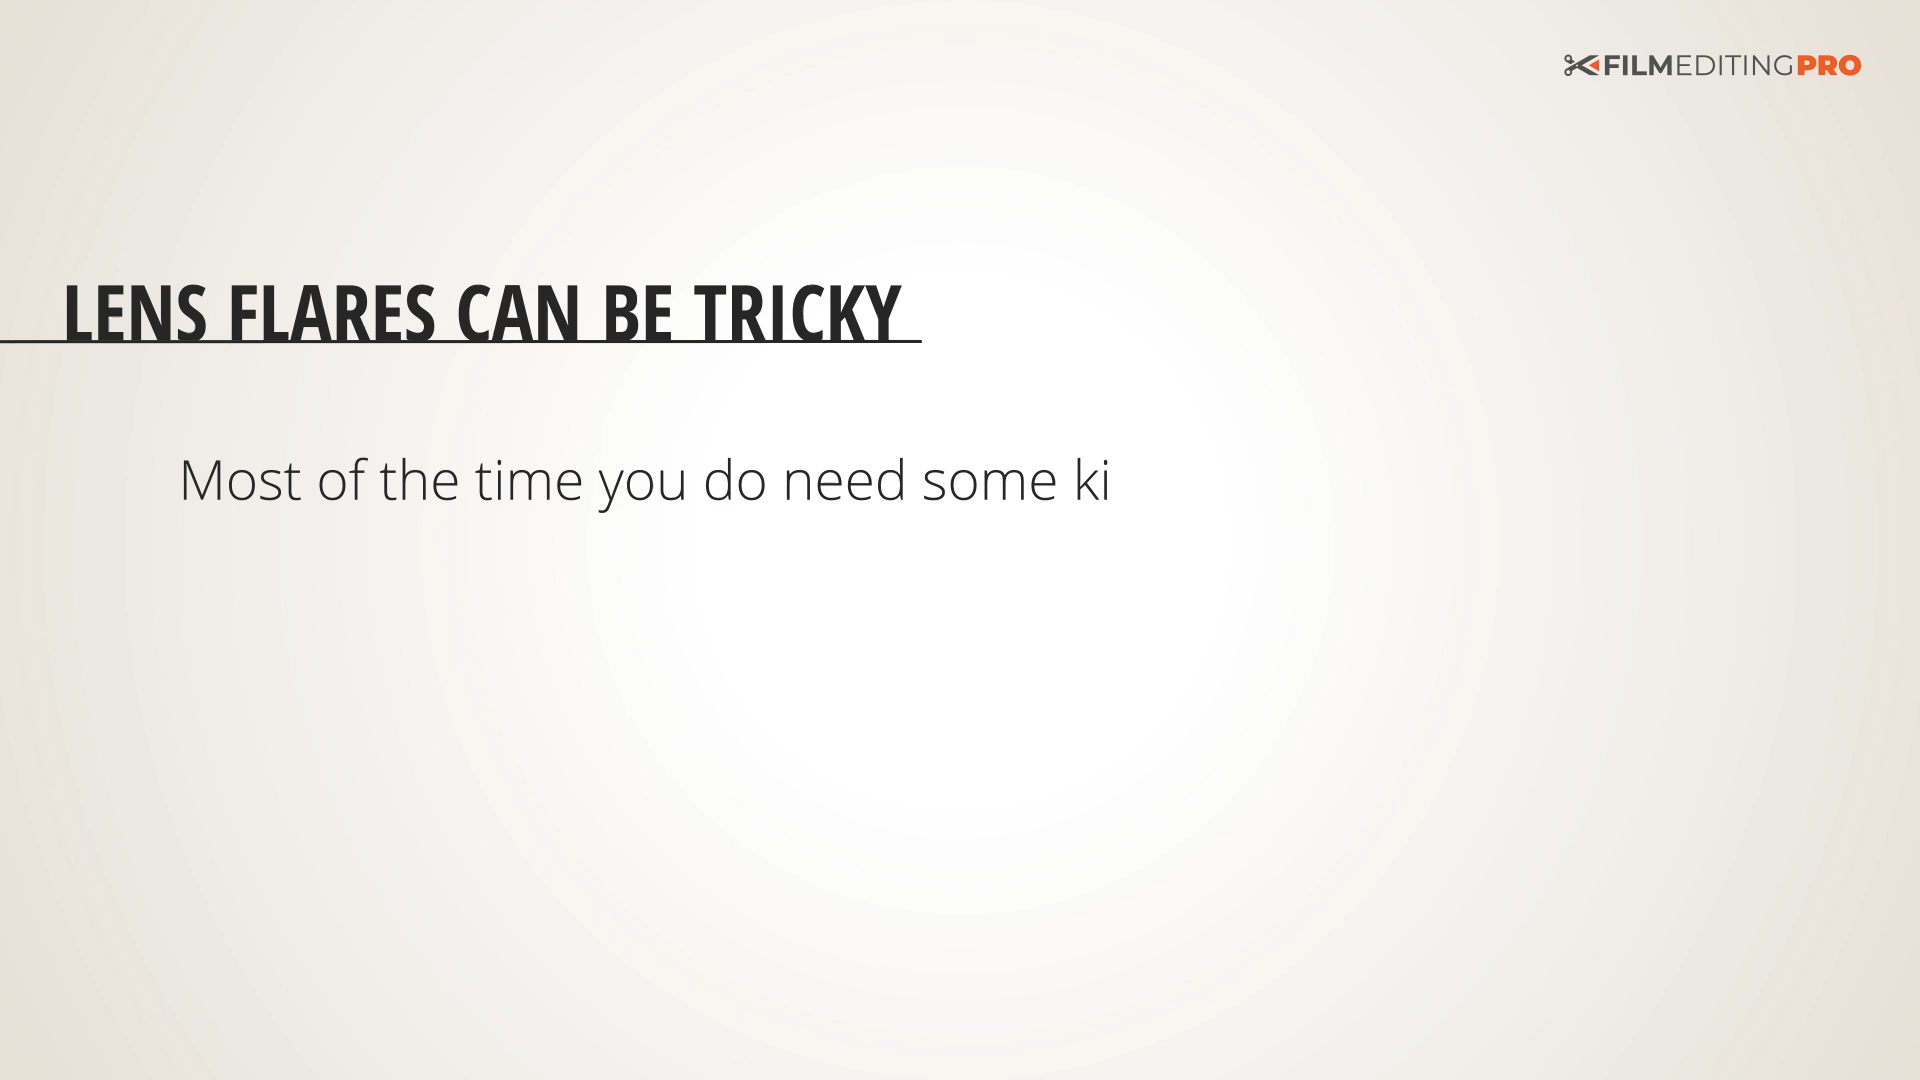 FILMEDITINGPRO
LENS FLARES CAN BE TRICKY
Most of the time you do need some ki